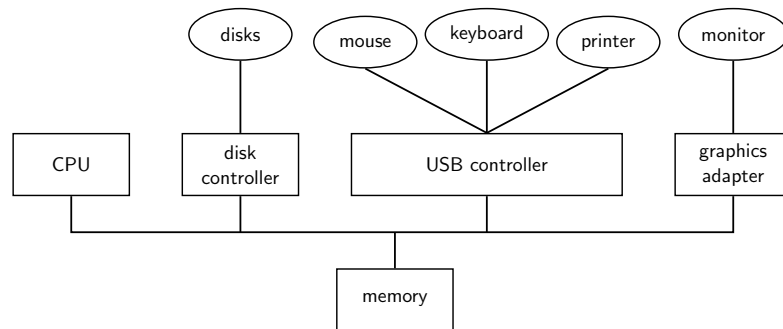 disks
mouse
keyboard
printer
monitor
CPU
disk
controller
USB controller
graphics
adapter
memory